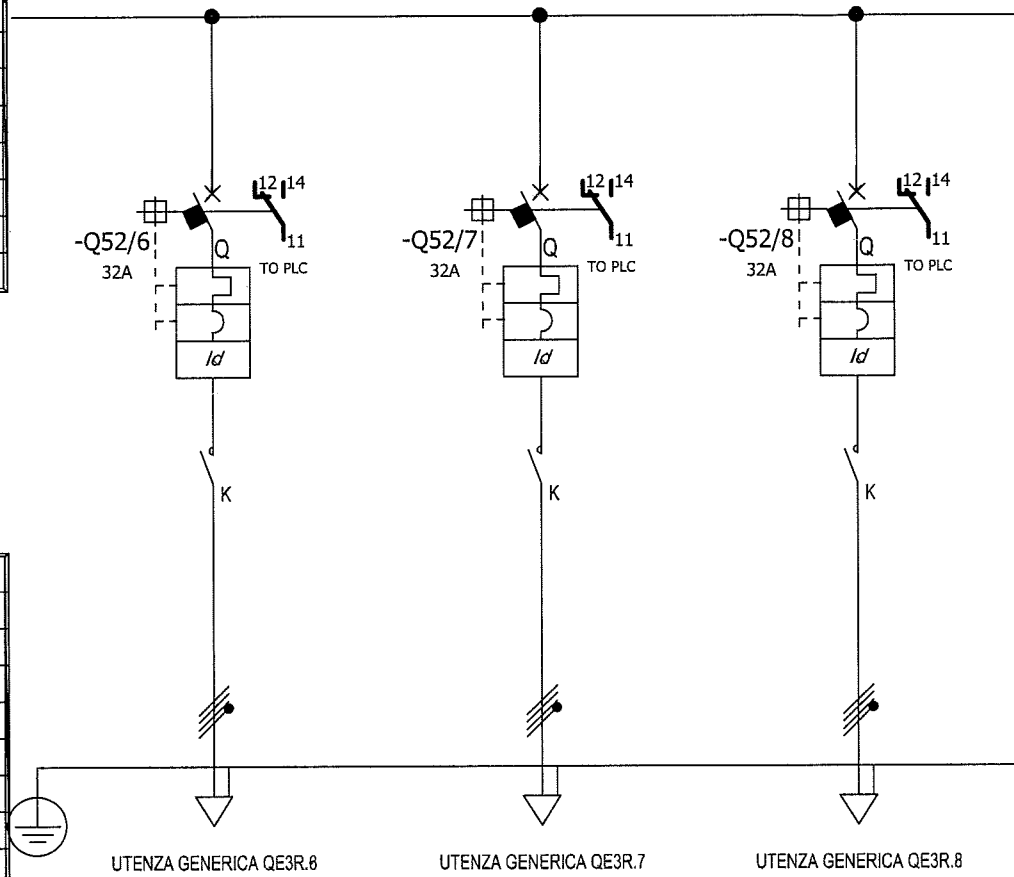 12 14
-Q52/6
32A
Q
11
TO PLC
Id
K
UTENZA GENERICA QE3R.6
12 14
-Q52/7
32A
Q
11
TO PLC
Id
K
UTENZA GENERICA QE3R.7
12 14
-Q52/8
32A
Q
11
TO PLC
Id
K
UTENZA GENERICA QE3R.8